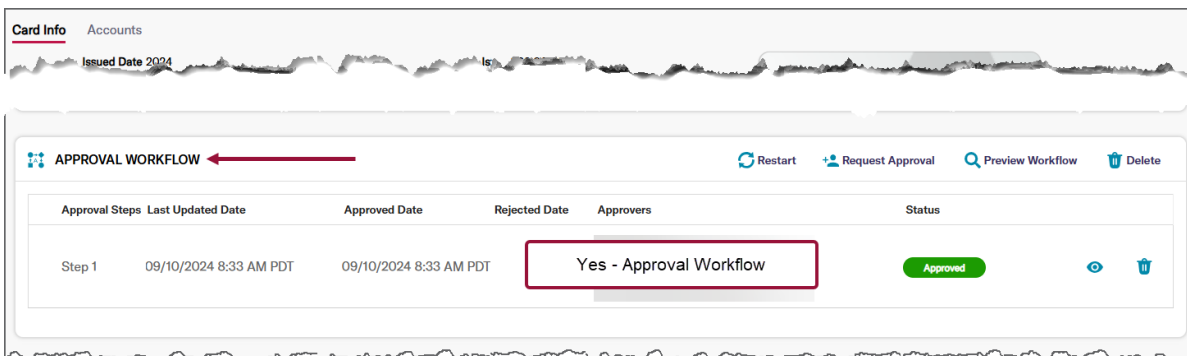 Card Info Accounts
Issued Date 2024
APPROVAL WORKFLOW Restart Request Approval Preview Workflow Delete
Approval Steps Last Updated Date Approved Date Rejected Date Approvers Status
Step 1 09/10/2024 8:33 AM PDT 09/10/2024 8:33 AM PDT Yes - Approval Workflow Approved